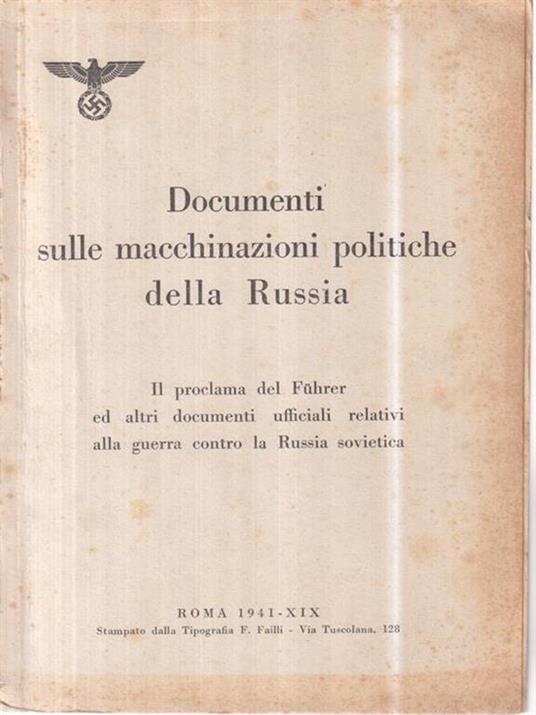 Documenti
sulle macchinazioni politiche
della Russia
Il proclama del Führer
ed altri documenti ufficiali relativi
alla guerra contro la Russia sovietica
ROMA 1941-XIX
Stampato dalla Tipografia F. Failli - Via Tuscolana, 128